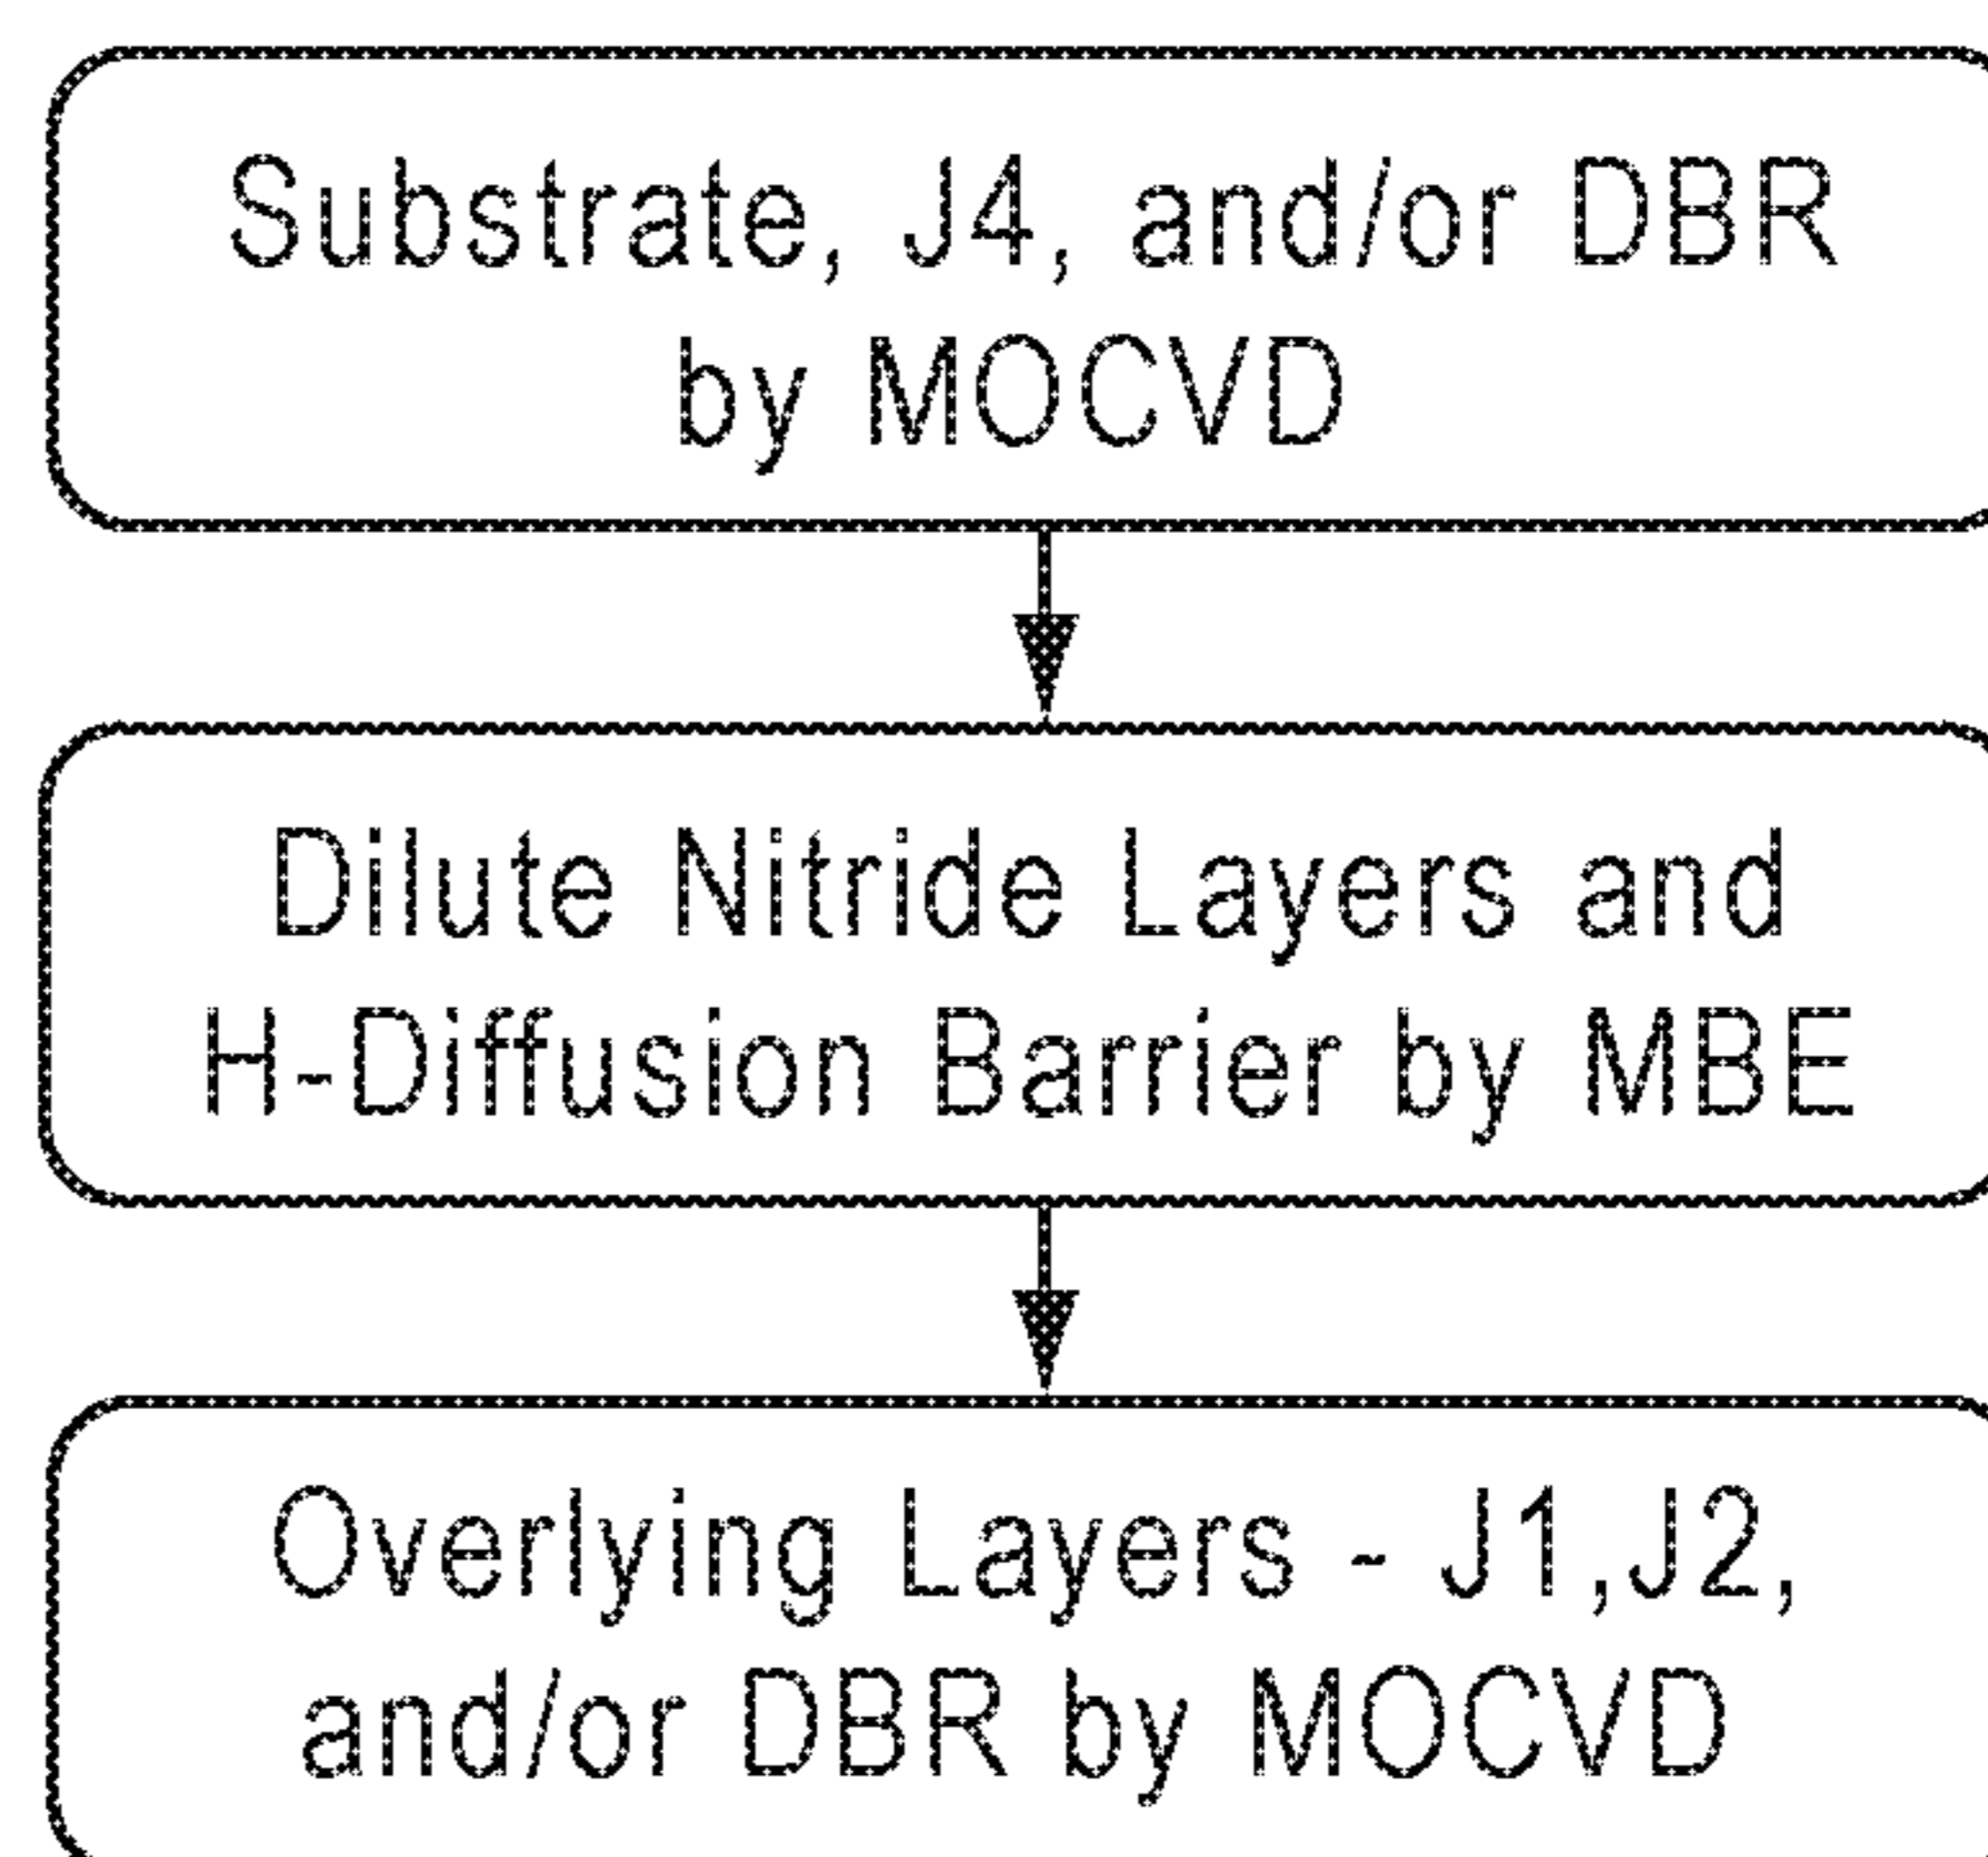 Substrate, J4, and/or DBR
by MOCVD
Dilute Nitride Layers and
H-Diffusion Barrier by MBE
Overlying Layers - J1,J2,
and/or DBR by MOCVD